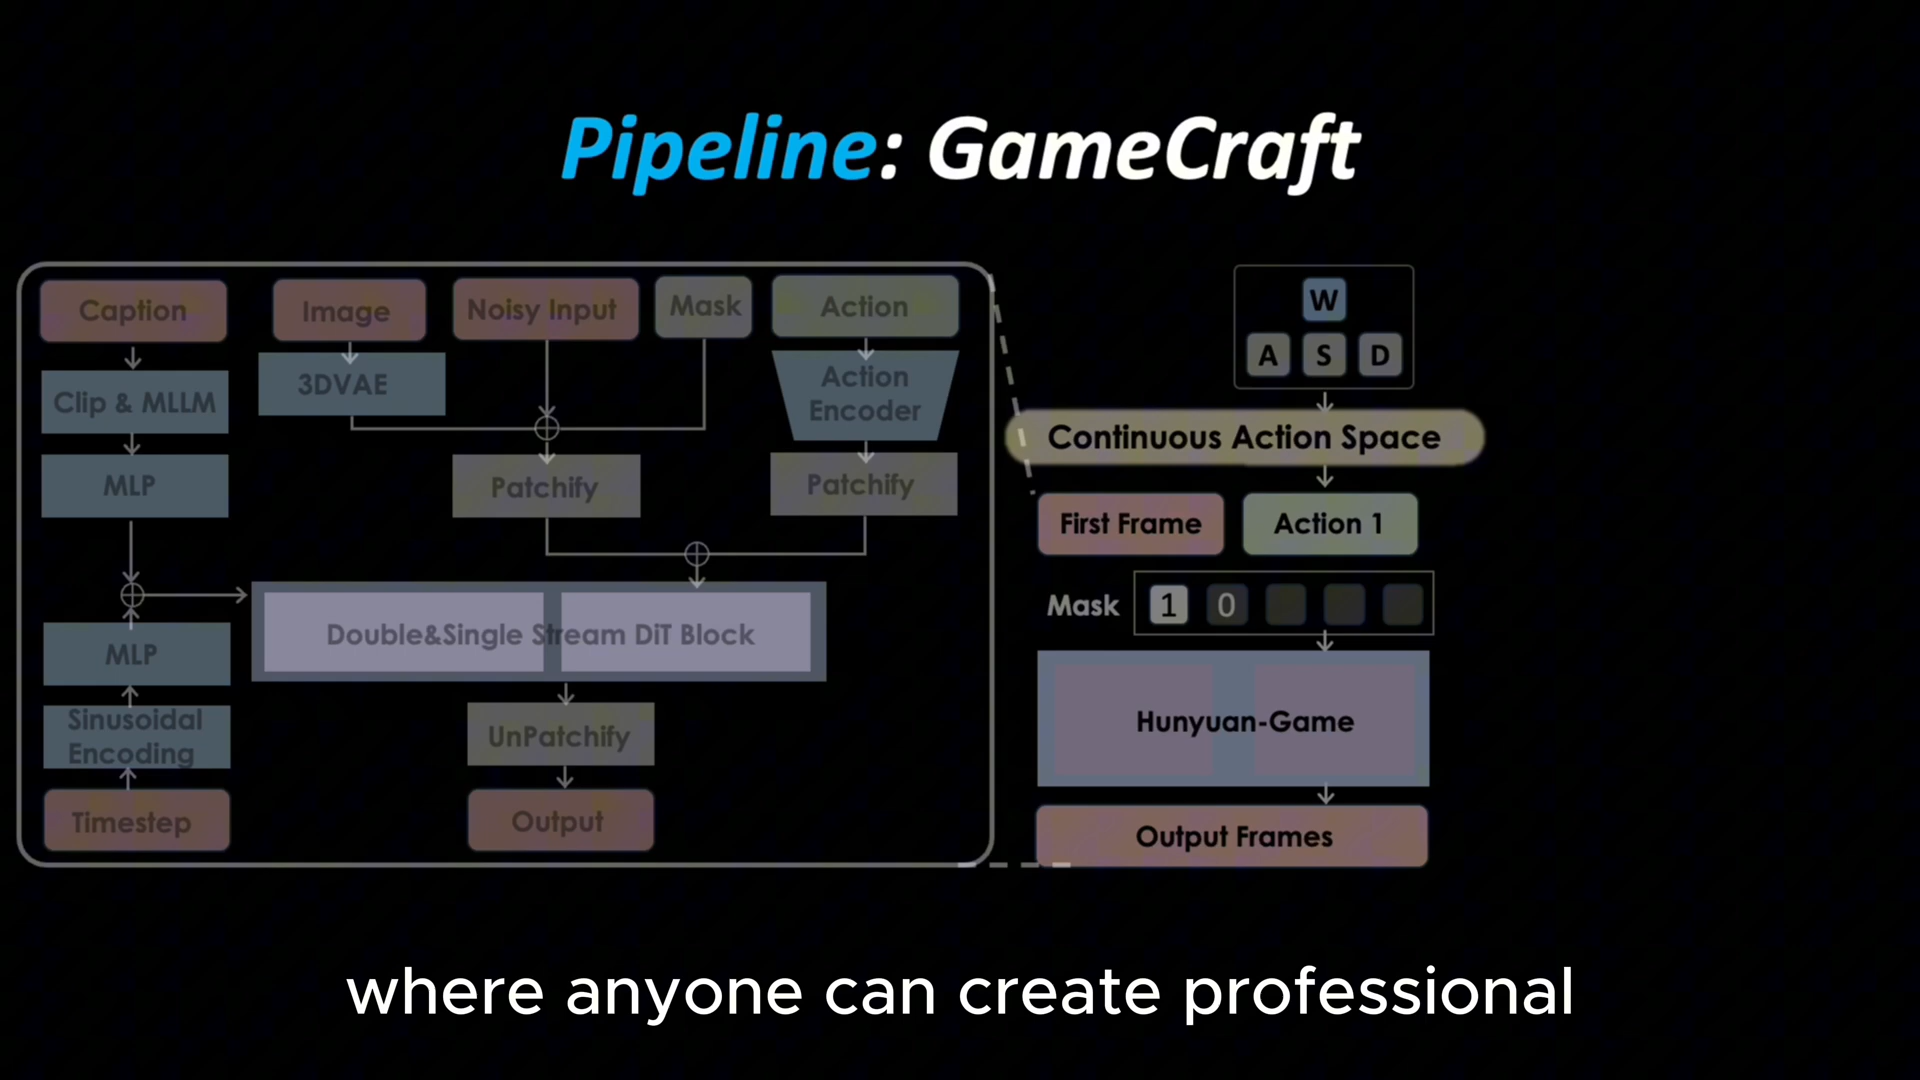 Pipeline: GameCraft
Caption
Image
Noisy Input
Mask
Action
Clip & MLLM
3DVAE
Action
Encoder
MLP
Patchify
Patchify
Double&Single Stream DiT Block
MLP
Sinusoidal
Encoding
UnPatchify
Timestep
Output
W
A S D
Continuous Action Space
First Frame
Action 1
Mask 1 0
Hunyuan-Game
Output Frames
where anyone can create professional